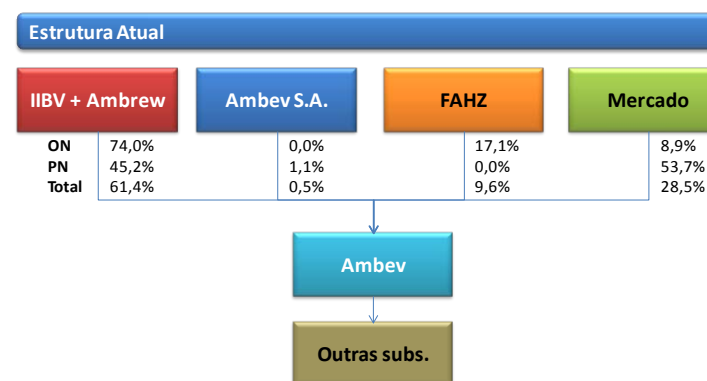 Estrutura Atual
IIBV + Ambrew
Ambev S.A.
FAHZ
Mercado
ON 74,0% 0,0% 17,1% 8,9%
PN 45,2% 1,1% 0,0% 53,7%
Total 61,4% 0,5% 9,6% 28,5%
Ambev
Outras subs.